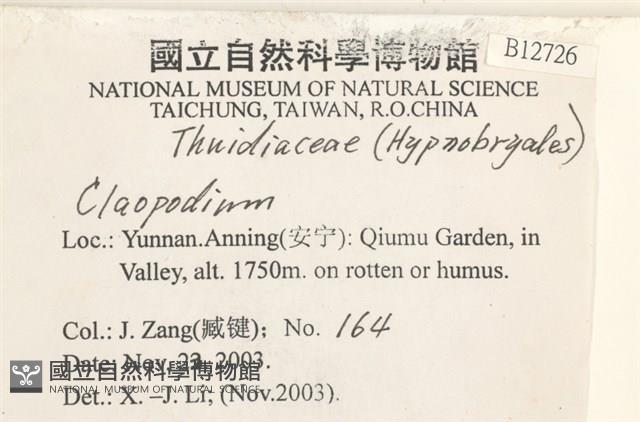 國立自然科學博物館
B12726
NATIONAL MUSEUM OF NATURAL SCIENCE
TAICHUNG, TAIWAN, R.O.CHINA
Thuidiaceae (Hypnobryales)
Claopodium
Loc.: Yunnan.Anning(安宁): Qiumu Garden, in
Valley, alt. 1750m. on rotten or humus.
Col.: J. Zang(臧键); No. 164
Date: Nov. 23, 2003.
國立自然科學博物館
NATIONAL MUSEUM OF NATURAL SCIENCE
Det.: X. –J. Li, (Nov.2003).